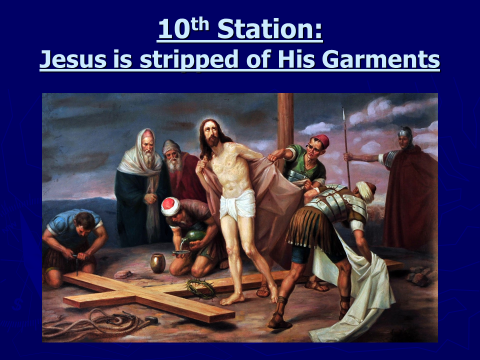 10th Station:
Jesus is stripped of His Garments